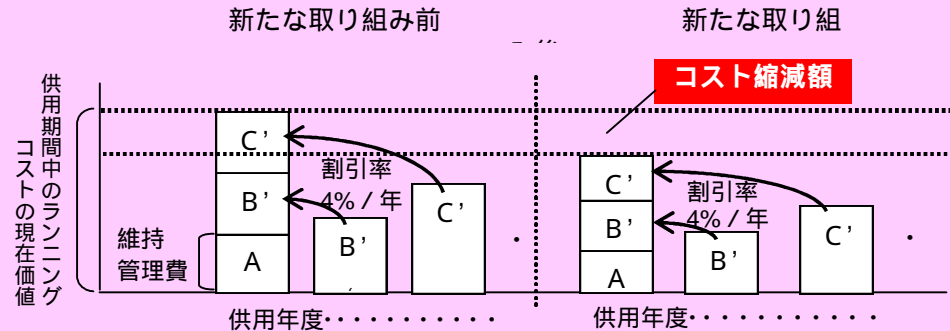 新たな取り組み前
新たな取り組
コスト縮減額
供用期間中のランニング
コストの現在価値
C’
B’
A
維持
管理費
割引率
4%/年
B’
C’
・
供用年度・・・・・・・・・・・
C’
B’
A
割引率
4%/年
B’
C’
・
供用年度・・・・・・・・・・・